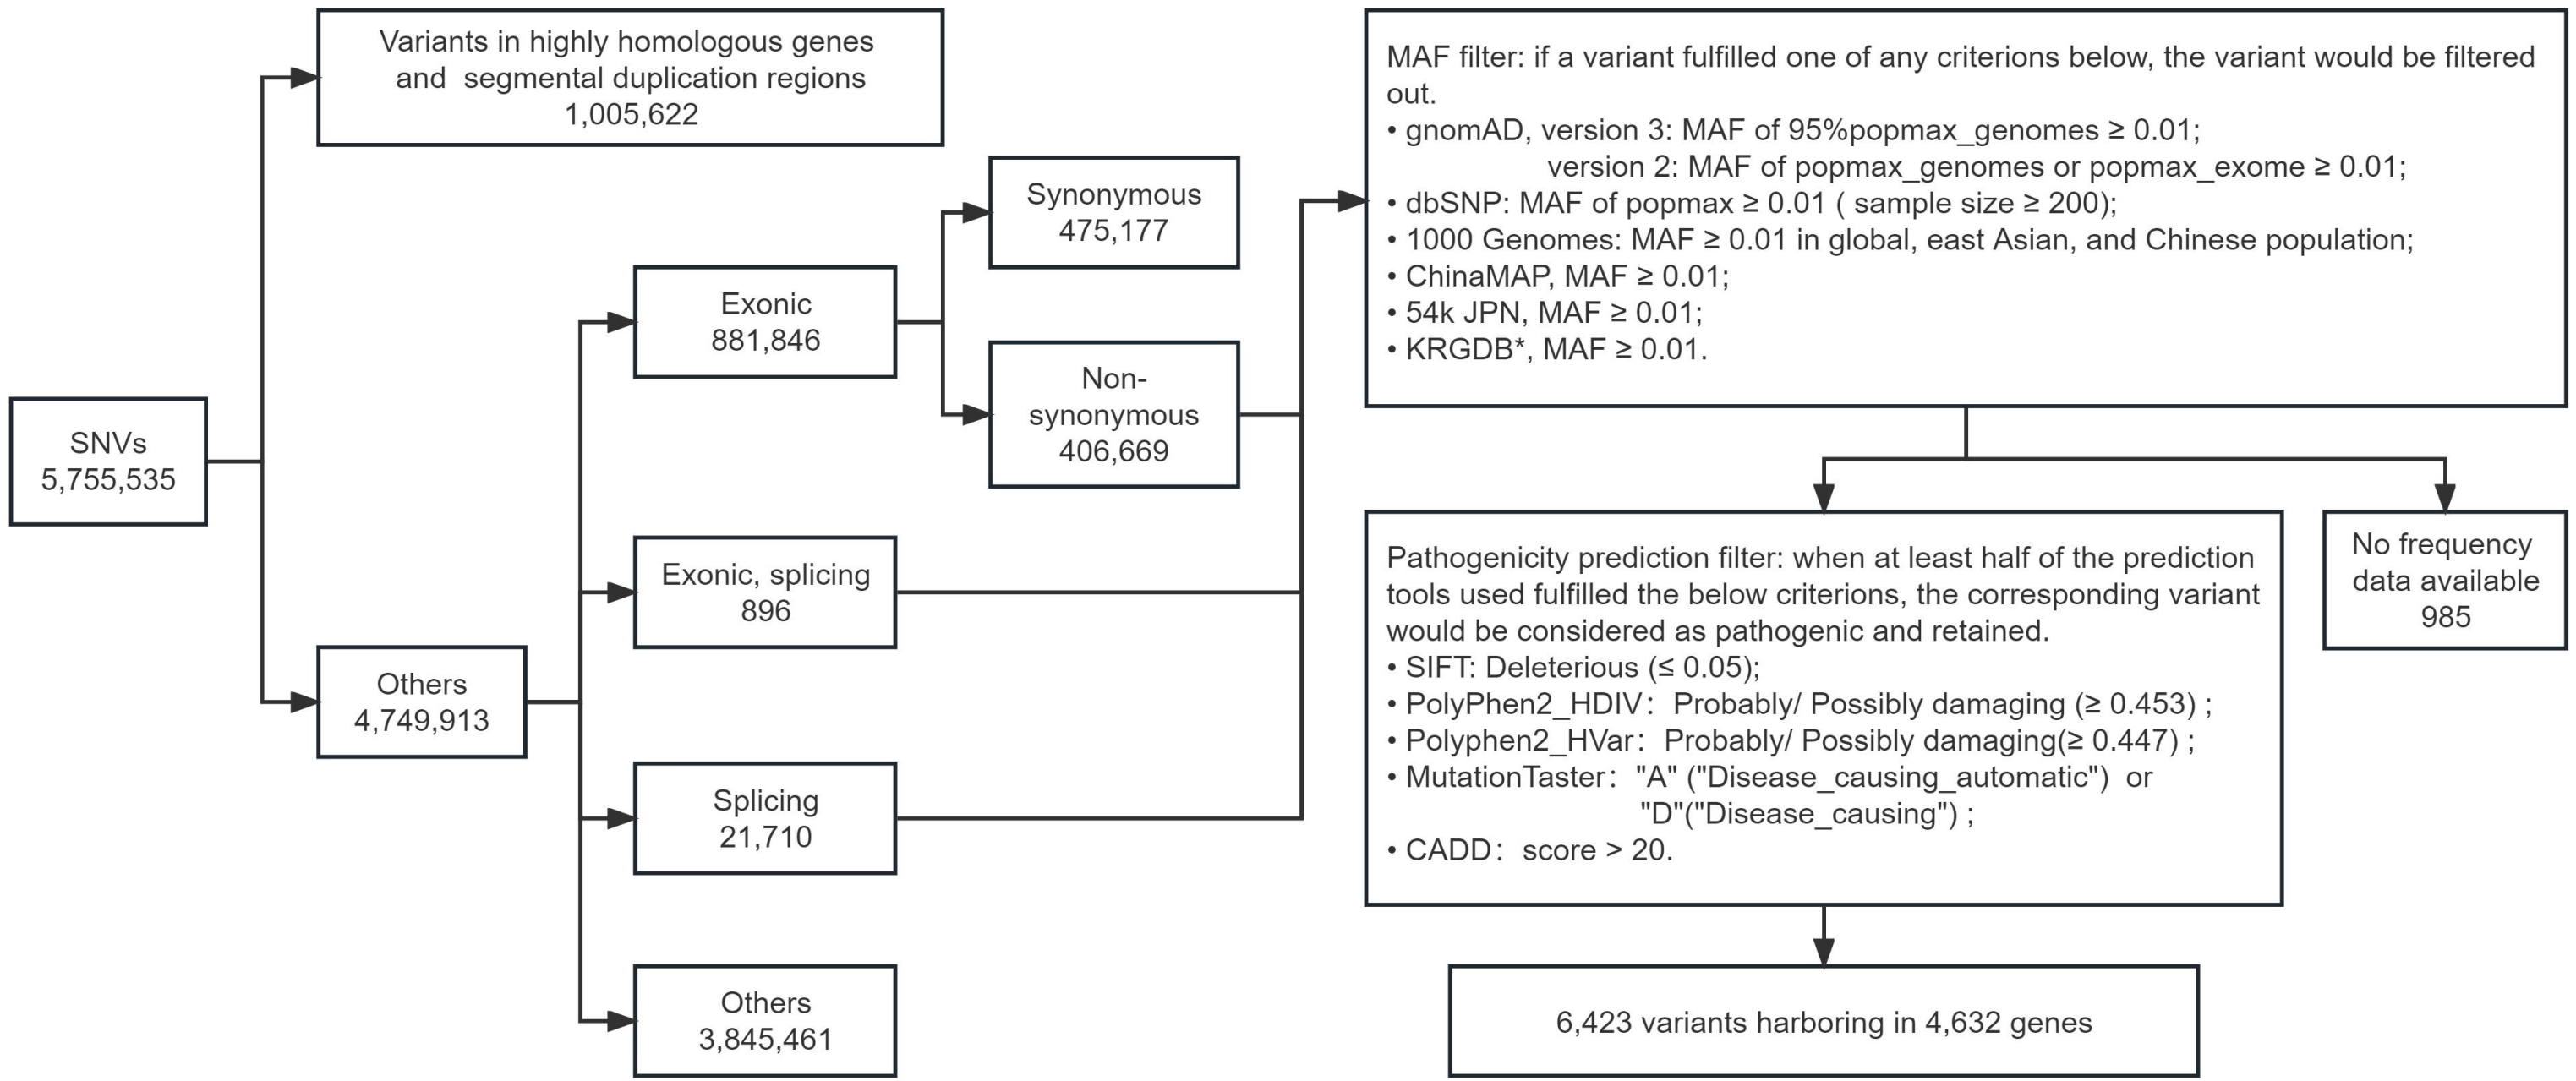 Variants in highly homologous genes
and segmental duplication regions
1,005,622
SNVs
5,755,535
Others
4,749,913
Exonic
881,846
Exonic, splicing
896
Splicing
21,710
Others
3,845,461
Synonymous
475,177
Non-
synonymous
406,669
MAF filter: if a variant fulfilled one of any criterions below, the variant would be filtered
out.
• gnomAD, version 3: MAF of 95%popmax_genomes ≥ 0.01;
version 2: MAF of popmax_genomes or popmax_exome ≥ 0.01;
• dbSNP: MAF of popmax ≥ 0.01 ( sample size ≥ 200);
• 1000 Genomes: MAF ≥ 0.01 in global, east Asian, and Chinese population;
• ChinaMAP, MAF ≥ 0.01;
• 54k JPN, MAF ≥ 0.01;
• KRGDB*, MAF ≥ 0.01.
Pathogenicity prediction filter: when at least half of the prediction
tools used fulfilled the below criterions, the corresponding variant
would be considered as pathogenic and retained.
• SIFT: Deleterious (≤ 0.05);
• PolyPhen2_HDIV： Probably/ Possibly damaging (≥ 0.453) ;
• Polyphen2_HVar： Probably/ Possibly damaging(≥ 0.447) ;
• MutationTaster： "A" ("Disease_causing_automatic") or
"D"("Disease_causing") ;
• CADD： score > 20.
No frequency
data available
985
6,423 variants harboring in 4,632 genes